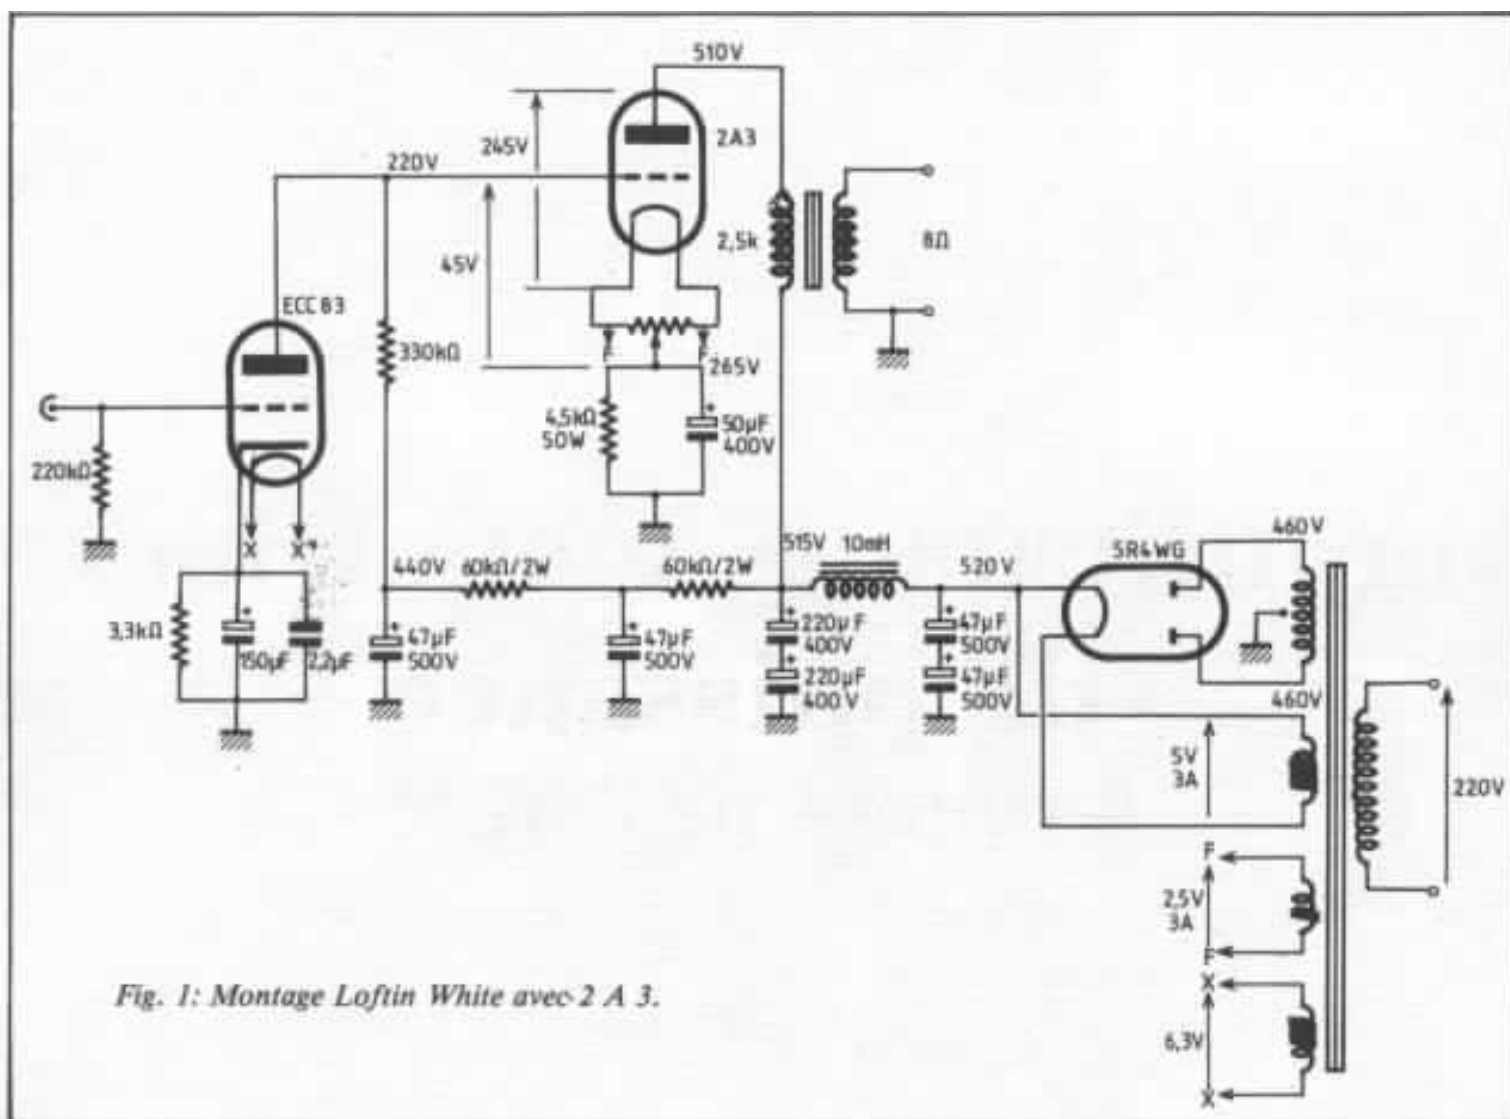 510V
2A3
245V
220V
45V
2,5k
8Ω
ECC 83
330kΩ
F
F
265V
4,5kΩ
50W
+
50µF
400V
220kΩ
X
X
515V
10mH
5R4WG
460V
440V
60kΩ/2W
60kΩ/2W
520V
3,3kΩ
+
150µF
2,2µF
+
47µF
500V
+
47µF
500V
+
220µF
400V
+
220µF
400V
+
47µF
500V
+
47µF
500V
460V
5V
3A
220V
F
2,5V
3A
F
X
6,3V
X
Fig. 1: Montage Loftin White avec 2 A 3.